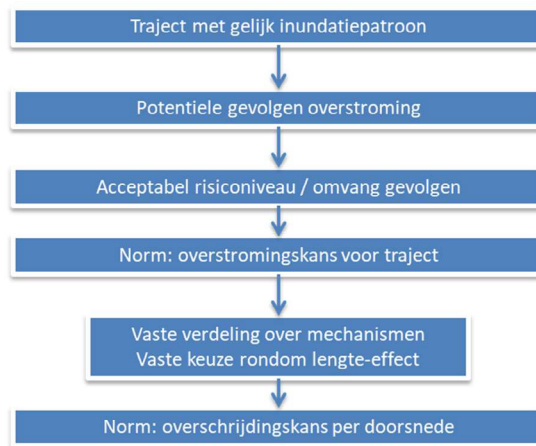 Traject met gelijk inundatiepatroon
Potentiele gevolgen overstroming
Acceptabel risiconiveau / omvang gevolgen
Norm: overstromingskans voor traject
Vaste verdeling over mechanismen
Vaste keuze rondom lengte-effect
Norm: overschrijdingskans per doorsnede